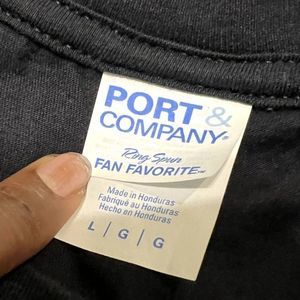 PORT &
COMPANY®
Ring Spun
FAN FAVORITE™
Made in Honduras
Fabriqué au Honduras
Hecho en Honduras
L | G | G